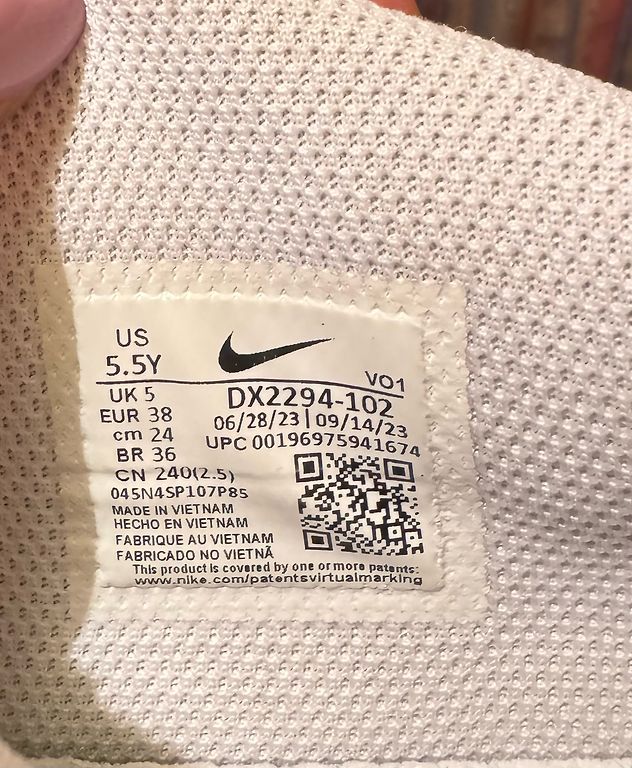 US
5.5Y
UK 5
EUR 38
cm 24
BR 36
CN 240(2.5)
045N4SP107P85
MADE IN VIETNAM
HECHO EN VIETNAM
FABRIQUE AU VIETNAM
FABRICADO NO VIETNÃ
VO1
DX2294-102
06/28/23|09/14/23
UPC 00196975941674
This product is covered by one or more patents:
www.nike.com/patentsvirtualmarking